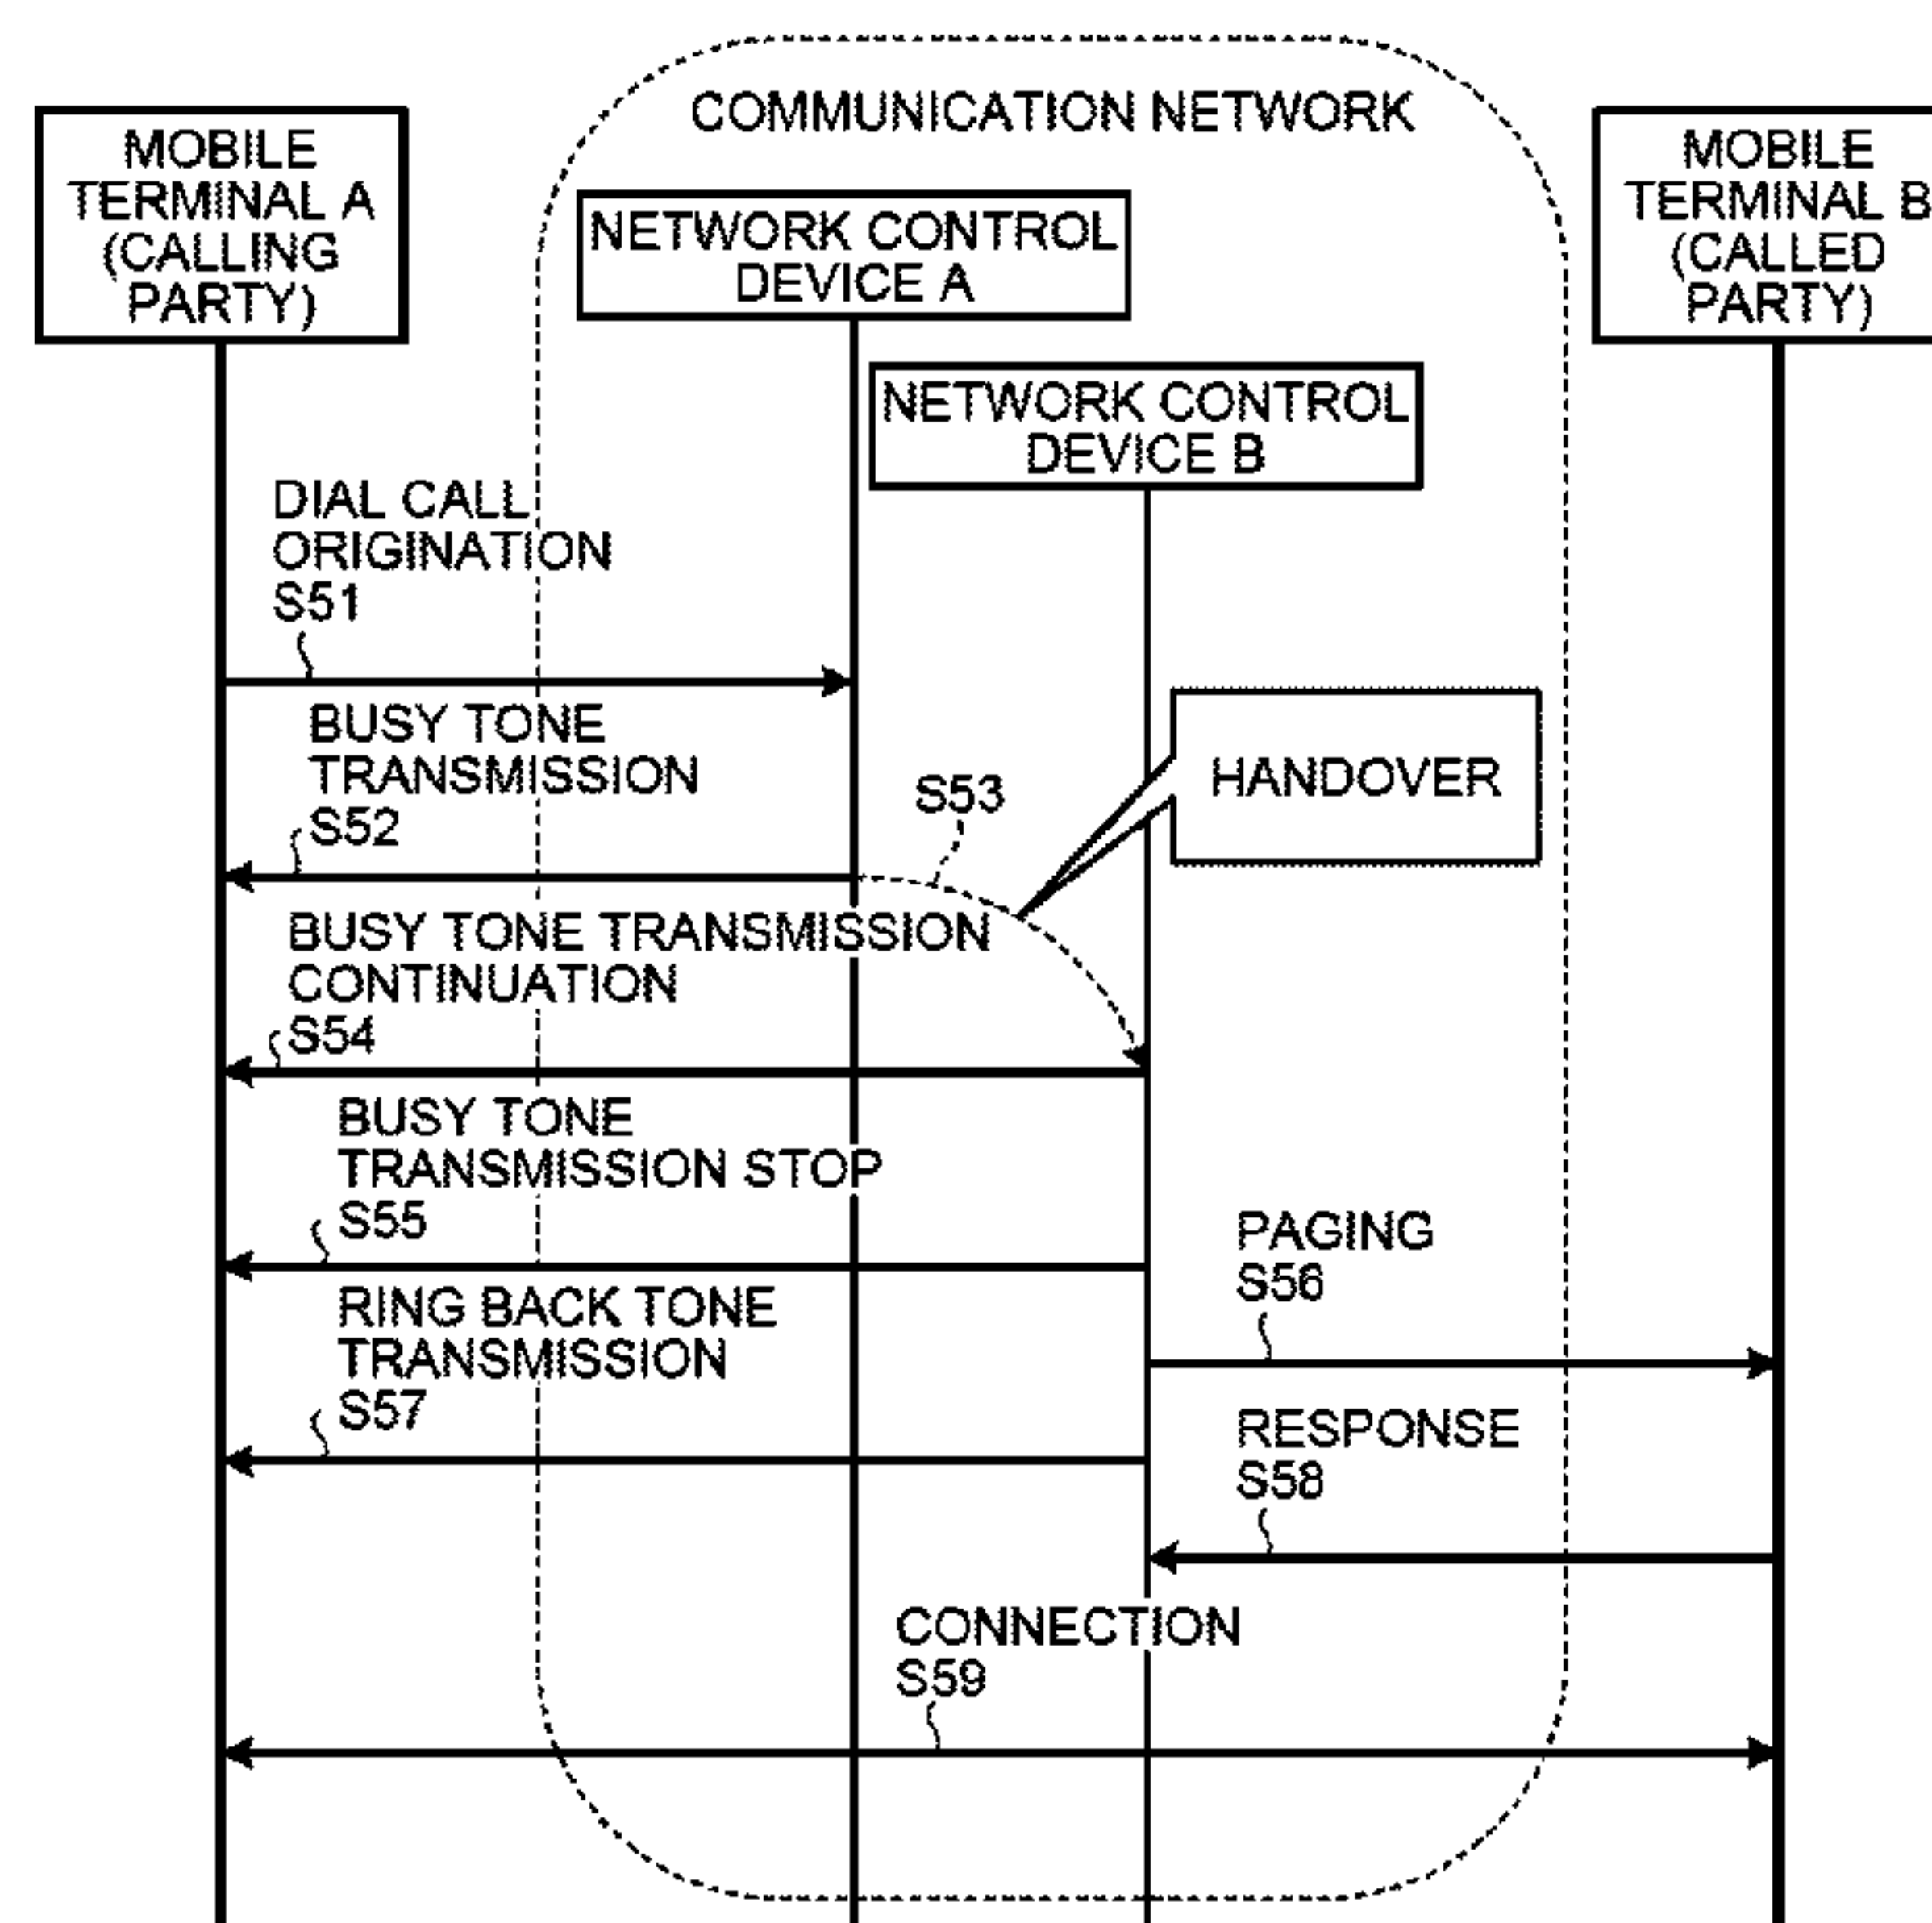 COMMUNICATION NETWORK
MOBILE
TERMINAL A
(CALLING
PARTY)
NETWORK CONTROL
DEVICE A
MOBILE
TERMINAL B
(CALLED
PARTY)
NETWORK CONTROL
DEVICE B
DIAL CALL
ORIGINATION
S51
BUSY TONE
TRANSMISSION
S52
S53
HANDOVER
BUSY TONE TRANSMISSION
CONTINUATION
S54
BUSY TONE
TRANSMISSION STOP
S55
PAGING
S56
RING BACK TONE
TRANSMISSION
S57
RESPONSE
S58
CONNECTION
S59